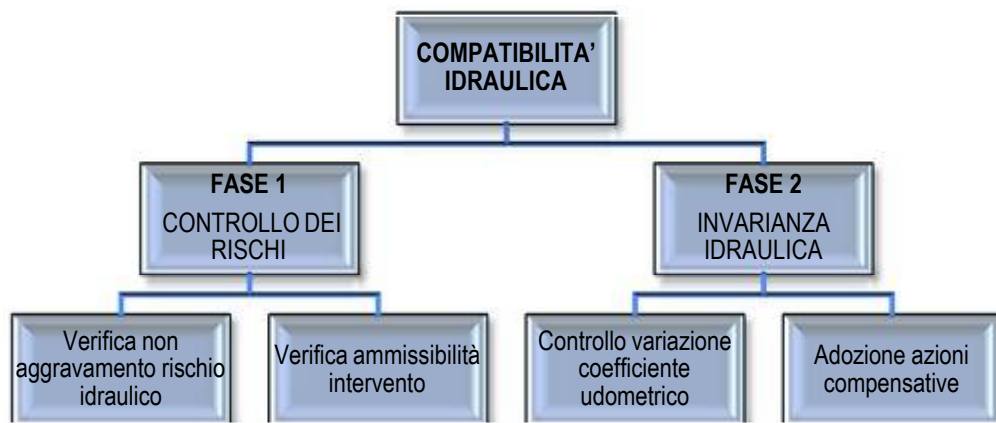 COMPATIBILITA’
IDRAULICA
FASE 1
CONTROLLO DEI
RISCHI
FASE 2
INVARIANZA
IDRAULICA
Verifica non
aggravamento rischio
idraulico
Verifica ammissibilità
intervento
Controllo variazione
coefficiente
udometrico
Adozione azioni
compensative